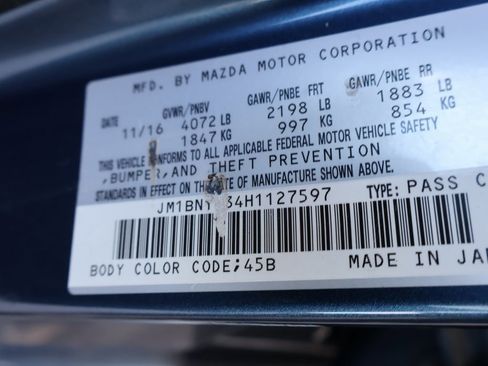 MFD. BY MAZDA MOTOR CORPORATION
DATE GVWR/PNBV GAWR/PNBE FRT GAWR/PNBE RR
11/16 4072 LB 2198 LB 1883 LB
1847 KG 997 KG 854 KG
THIS VEHICLE CONFORMS TO ALL APPLICABLE FEDERAL MOTOR VEHICLE SAFETY
,BUMPER,AND THEFT PREVENTION
STANDARDS IN EFFECT ON THE DATE OF MANUFACTURE SHOWN ABOVE.
34H1127597 TYPE: PASS C
BODY COLOR CODE;45B MADE IN JA